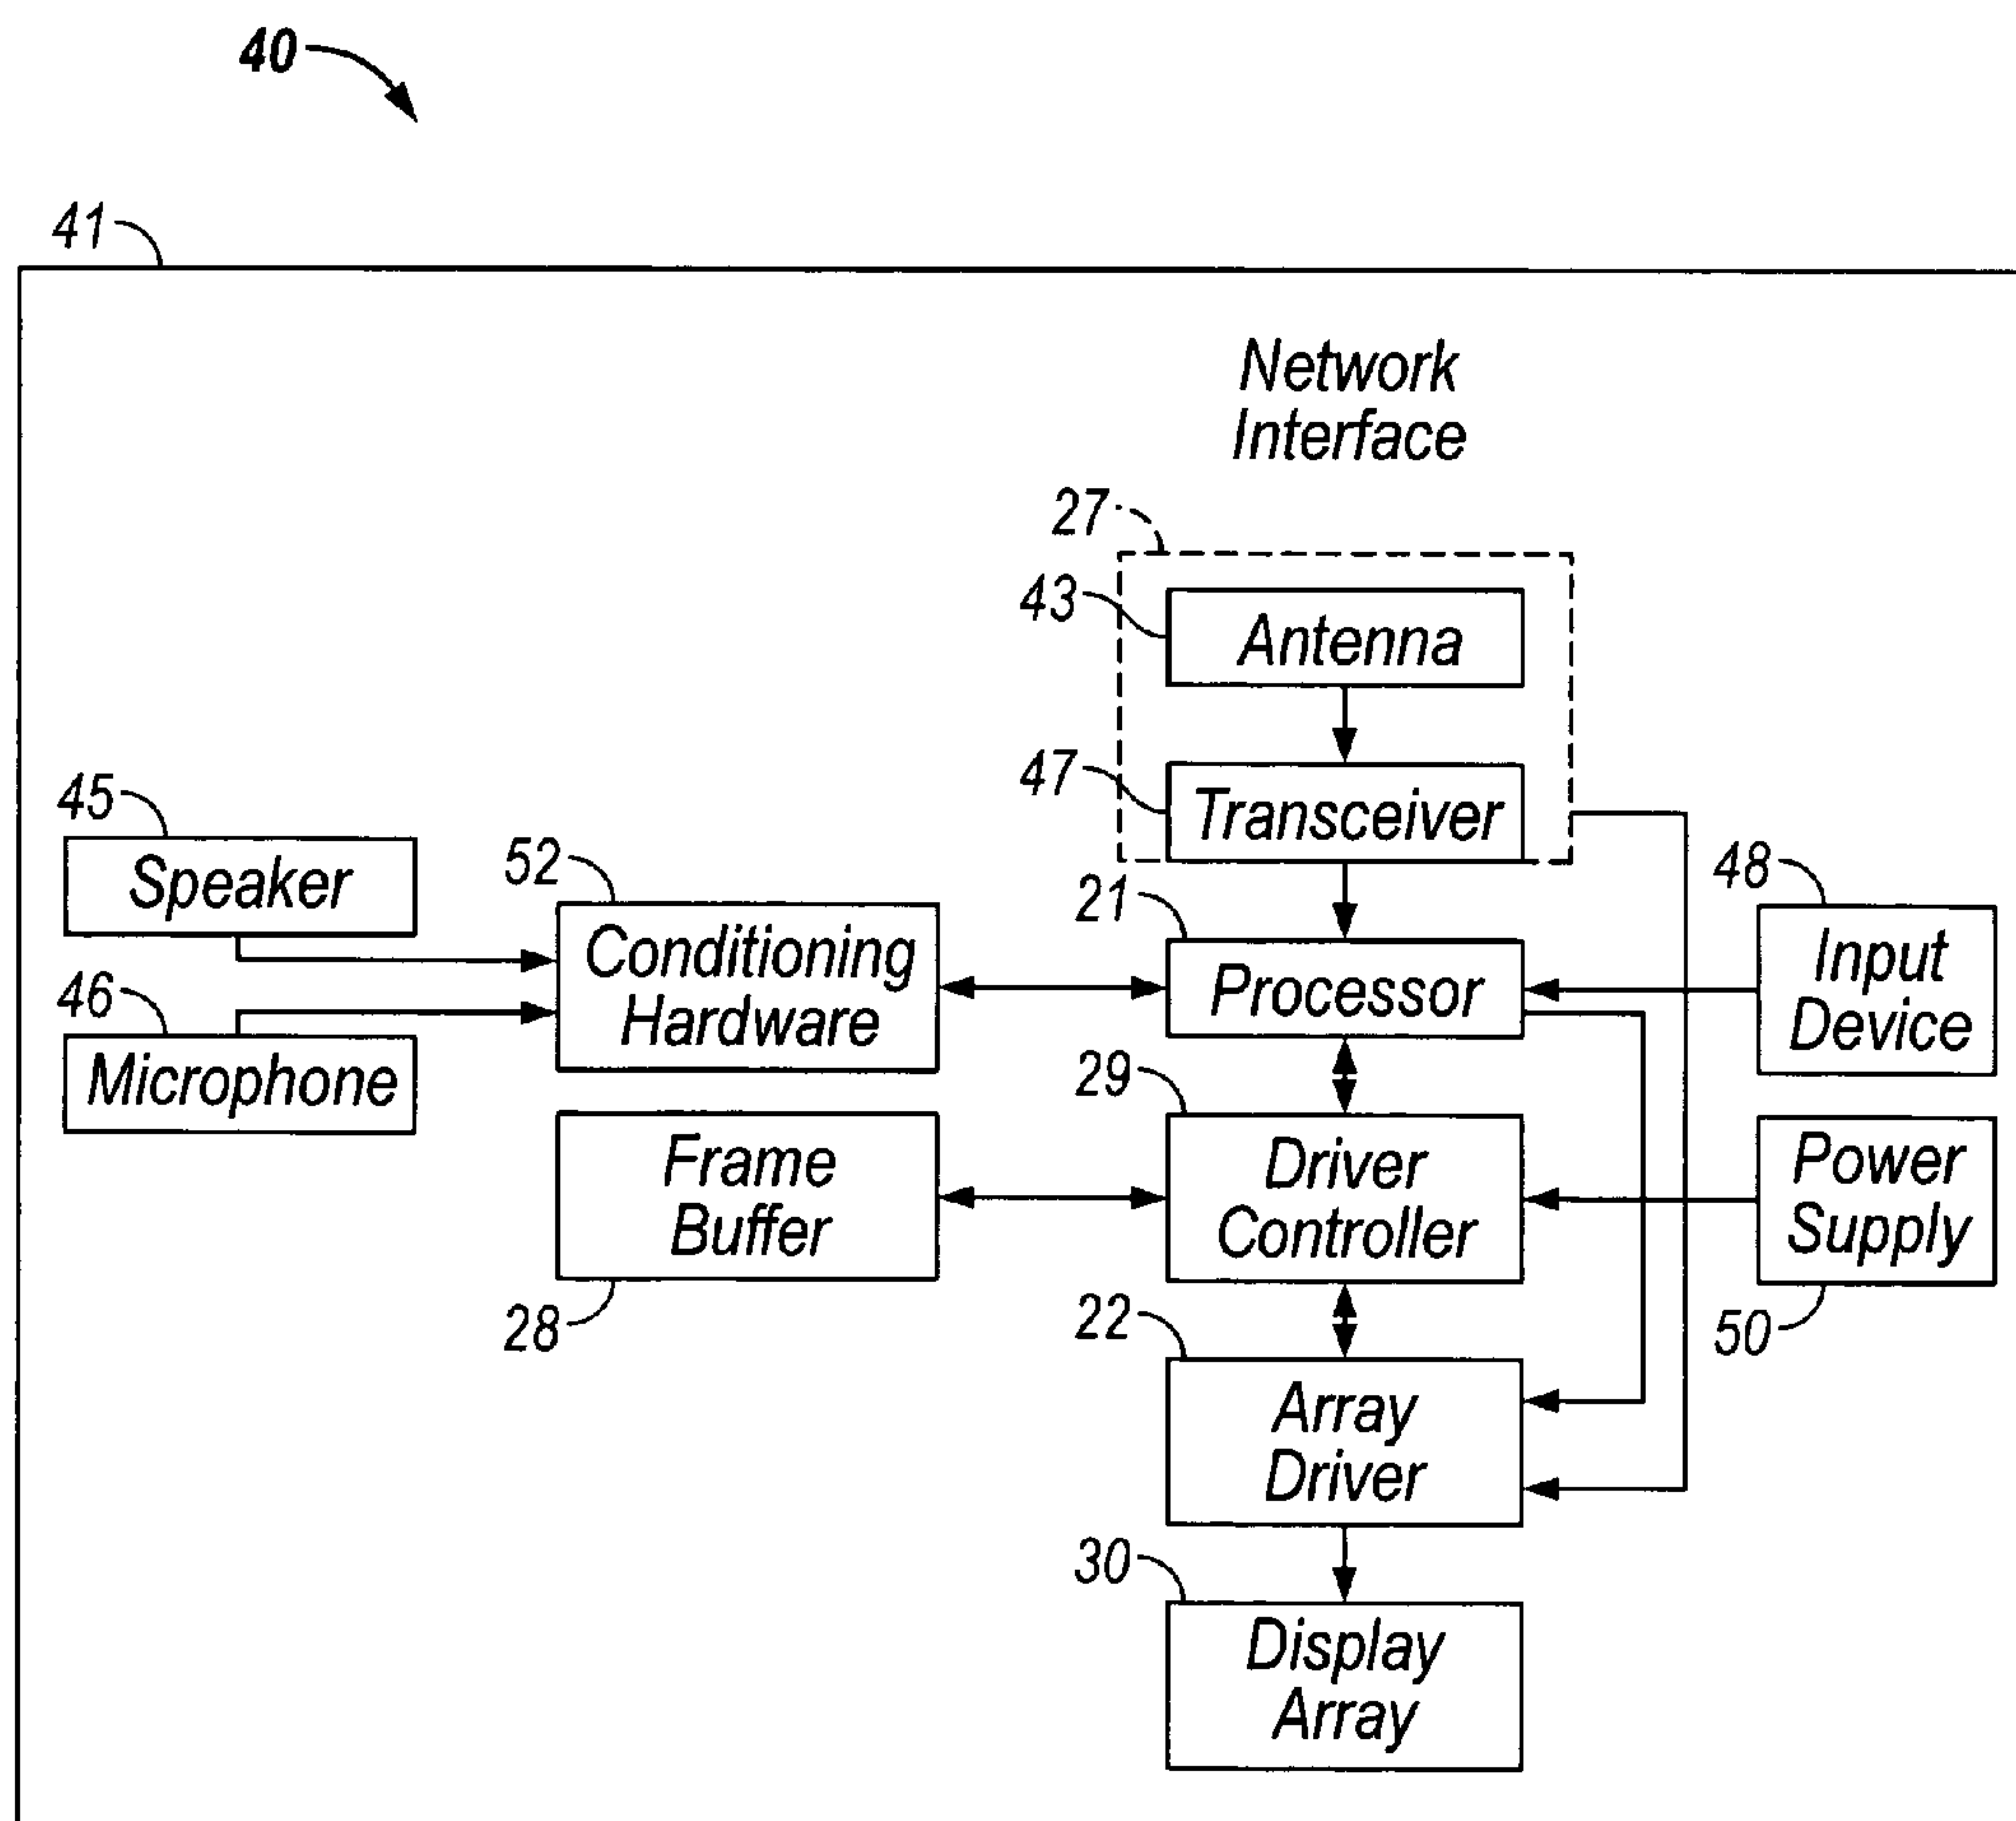 40
41
Network
Interface
27
43
Antenna
47
Transceiver
45
Speaker
52
Conditioning
Hardware
21
Processor
48
Input
Device
46
Microphone
29
Driver
Controller
Frame
Buffer
28
Power
Supply
50
22
Array
Driver
30
Display
Array